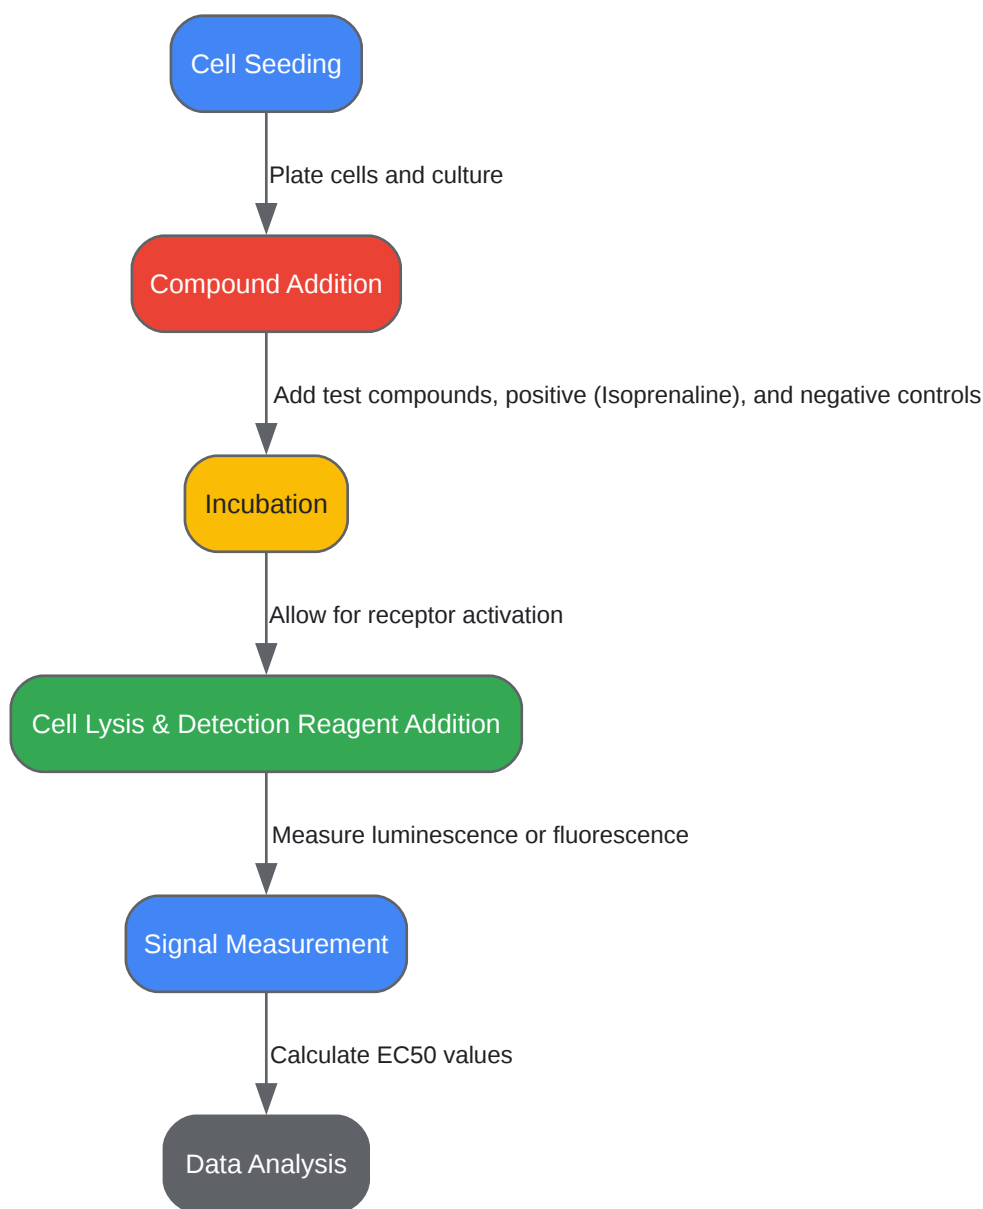 Cell Seeding
Plate cells and culture
Compound Addition
Add test compounds, positive (Isoprenaline), and negative controls
Incubation
Allow for receptor activation
Cell Lysis & Detection Reagent Addition
Measure luminescence or fluorescence
Signal Measurement
Calculate EC50 values
Data Analysis